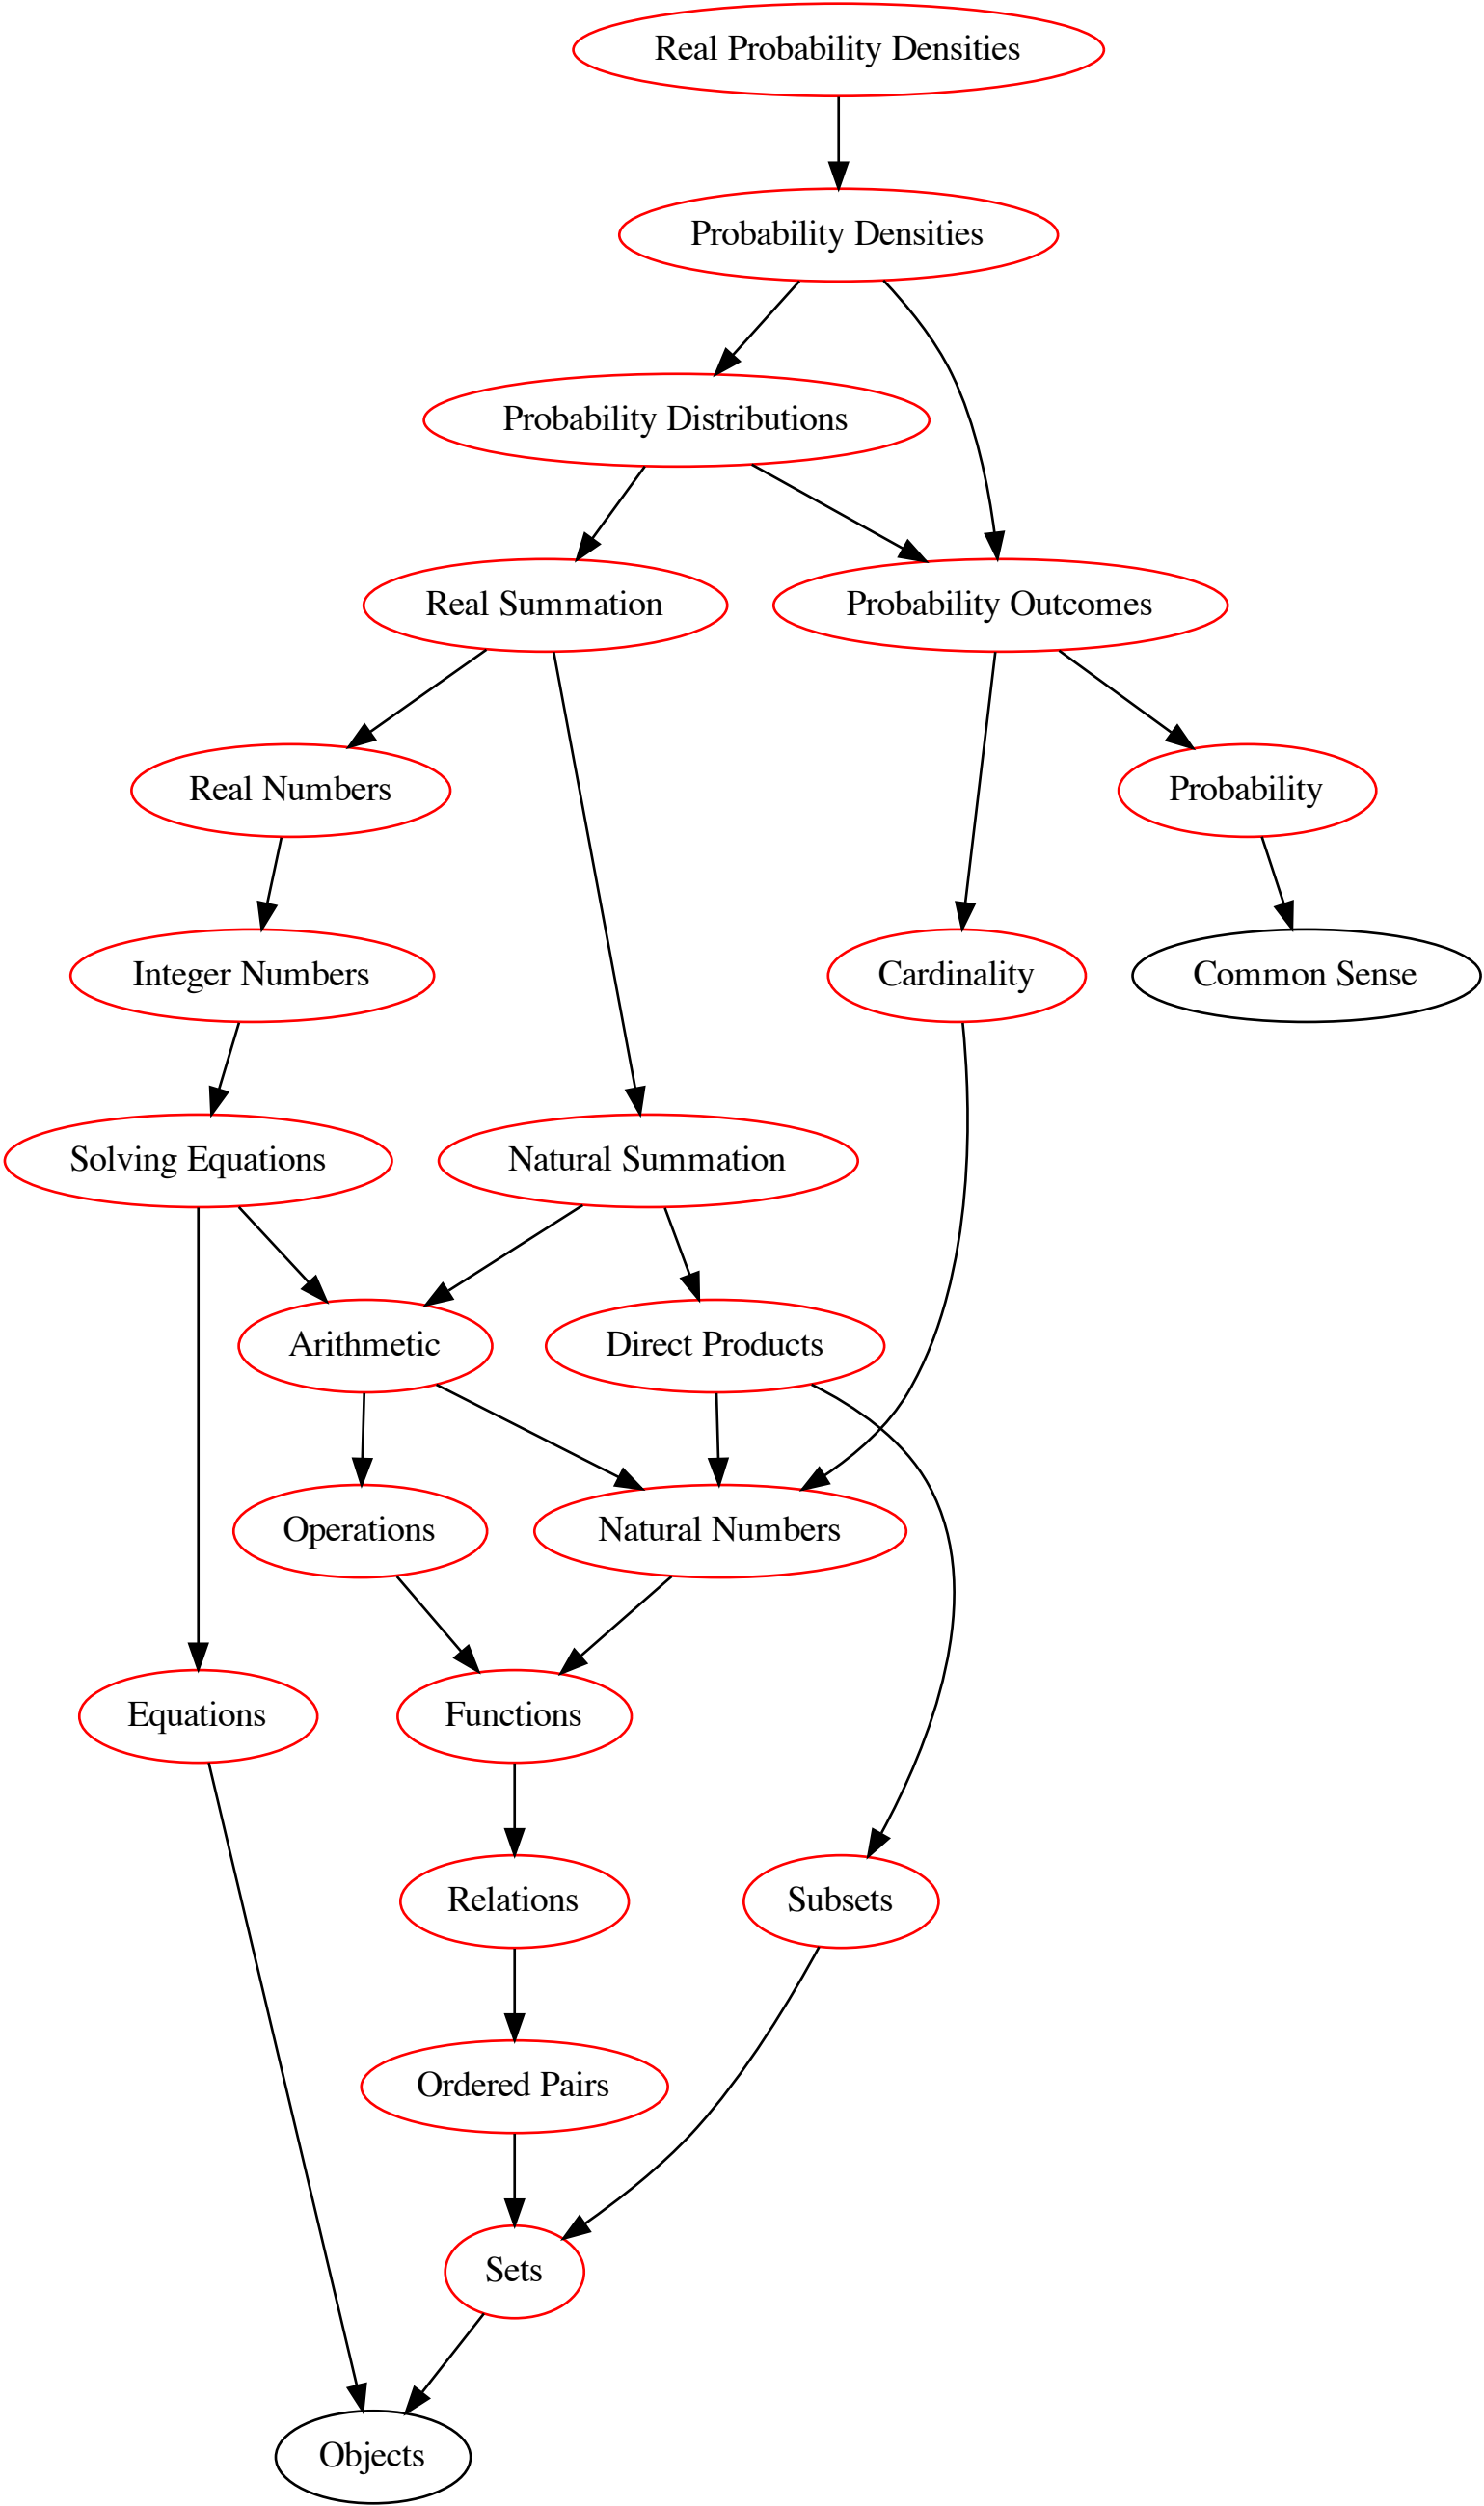 Real Probability Densities
Probability Densities
Probability Distributions
Real Summation
Probability Outcomes
Real Numbers
Probability
Integer Numbers
Cardinality
Common Sense
Solving Equations
Natural Summation
Arithmetic
Direct Products
Operations
Natural Numbers
Equations
Functions
Relations
Subsets
Ordered Pairs
Sets
Objects